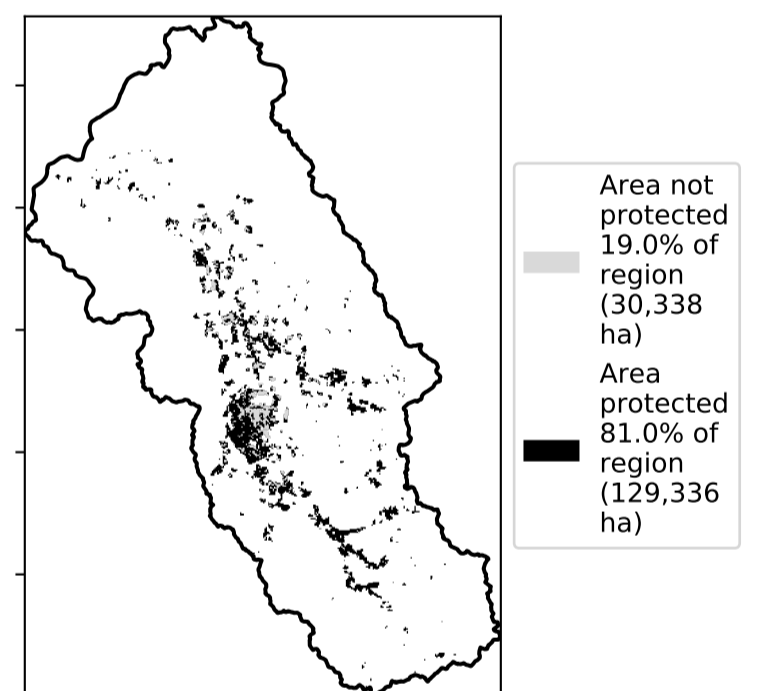 Area not
protected
19.0% of
region
(30,338
ha)
Area
protected
81.0% of
region
(129,336
ha)